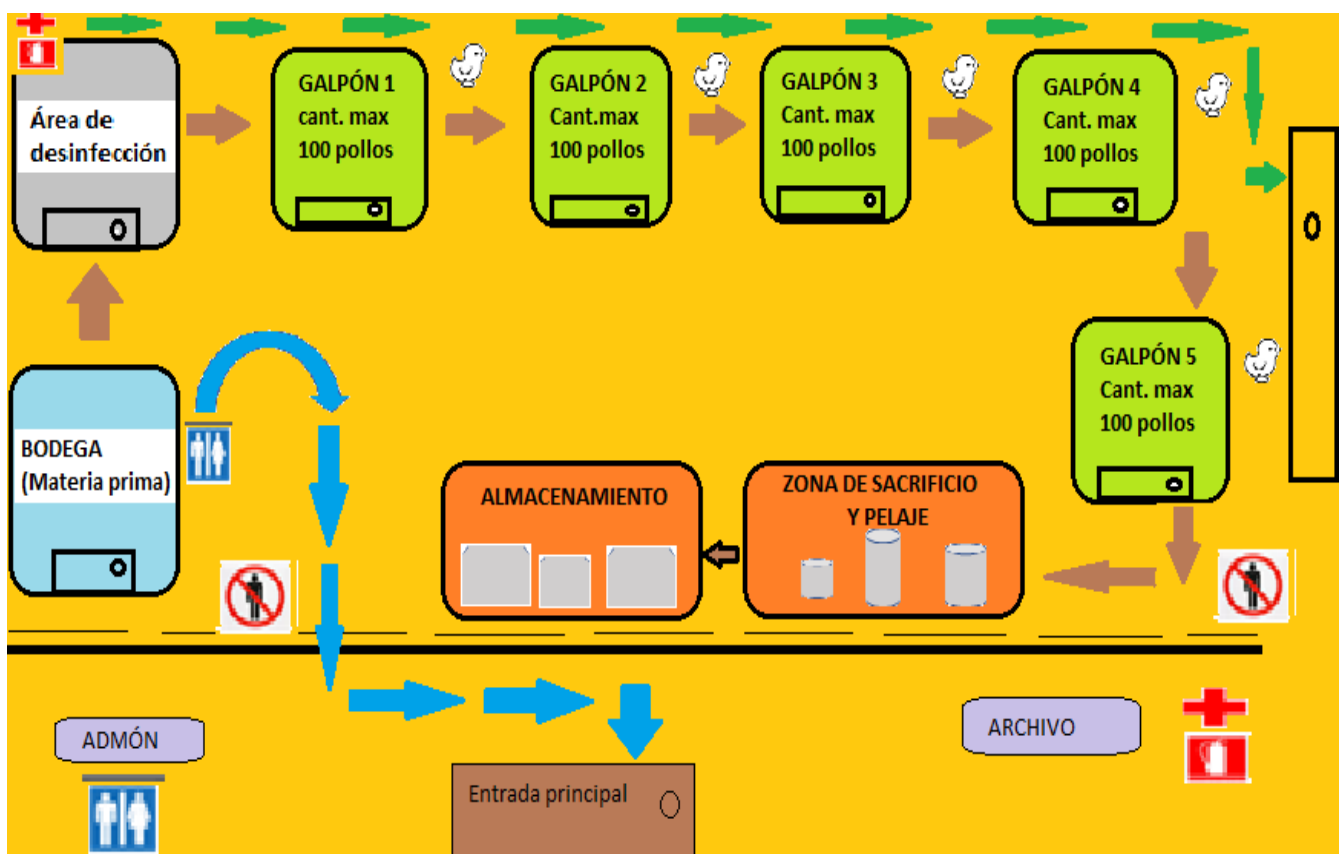 Área de
desinfección
GALPÓN 1
cant. max
100 pollos
GALPÓN 2
Cant.max
100 pollos
GALPÓN 3
Cant. max
100 pollos
GALPÓN 4
Cant. max
100 pollos
GALPÓN 5
Cant. max
100 pollos
BODEGA
(Materia prima)
ALMACENAMIENTO
ZONA DE SACRIFICIO
Y PELAJE
ADMÓN
ARCHIVO
Entrada principal